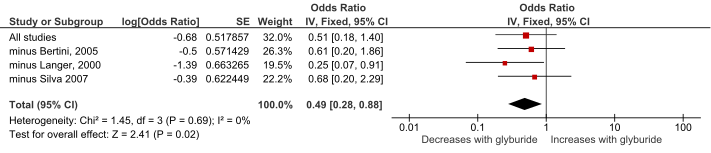 Odds Ratio Odds Ratio
Study or Subgroup log[Odds Ratio] SE Weight IV, Fixed, 95% CI IV, Fixed, 95% CI
All studies -0.68 0.517857 32.0% 0.51 [0.18, 1.40]
minus Bertini, 2005 -0.5 0.571429 26.3% 0.61 [0.20, 1.86]
minus Langer, 2000 -1.39 0.663265 19.5% 0.25 [0.07, 0.91]
minus Silva 2007 -0.39 0.622449 22.2% 0.68 [0.20, 2.29]
Total (95% CI) 100.0% 0.49 [0.28, 0.88]
Heterogeneity: Chi² = 1.45, df = 3 (P = 0.69); I² = 0%
Test for overall effect: Z = 2.41 (P = 0.02)
0.01 0.1 1 10 100
Decreases with glyburide Increases with glyburide